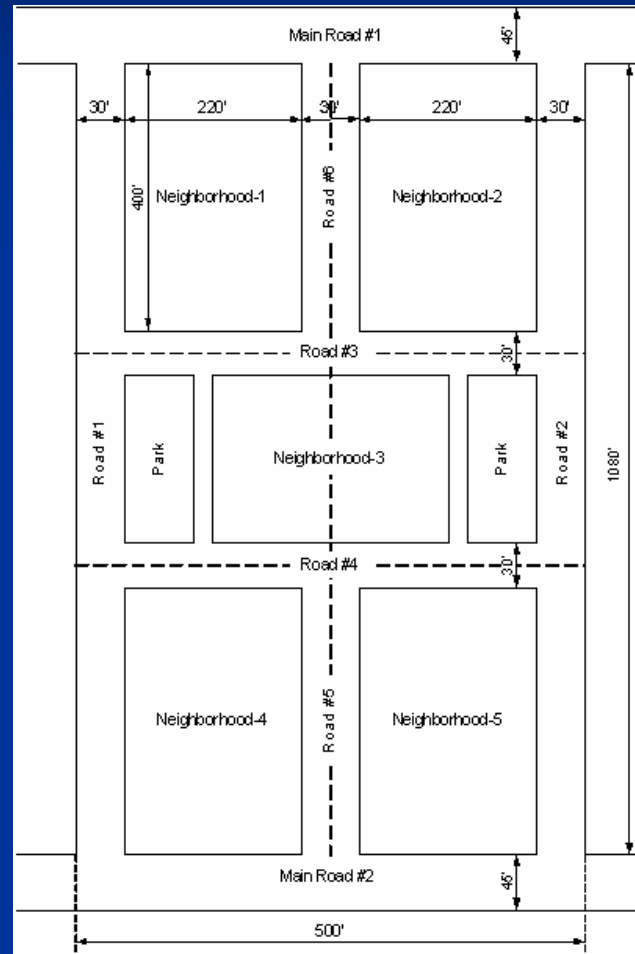 Main Road #1
45'
30'
220'
30'
220'
30'
400'
Neighborhood-1
Road #6
Neighborhood-2
Road #3
30'
Road #1
Park
Neighborhood-3
Park
Road #2
1080'
Road #4
30'
Neighborhood-4
Road #5
Neighborhood-5
Main Road #2
45'
500'